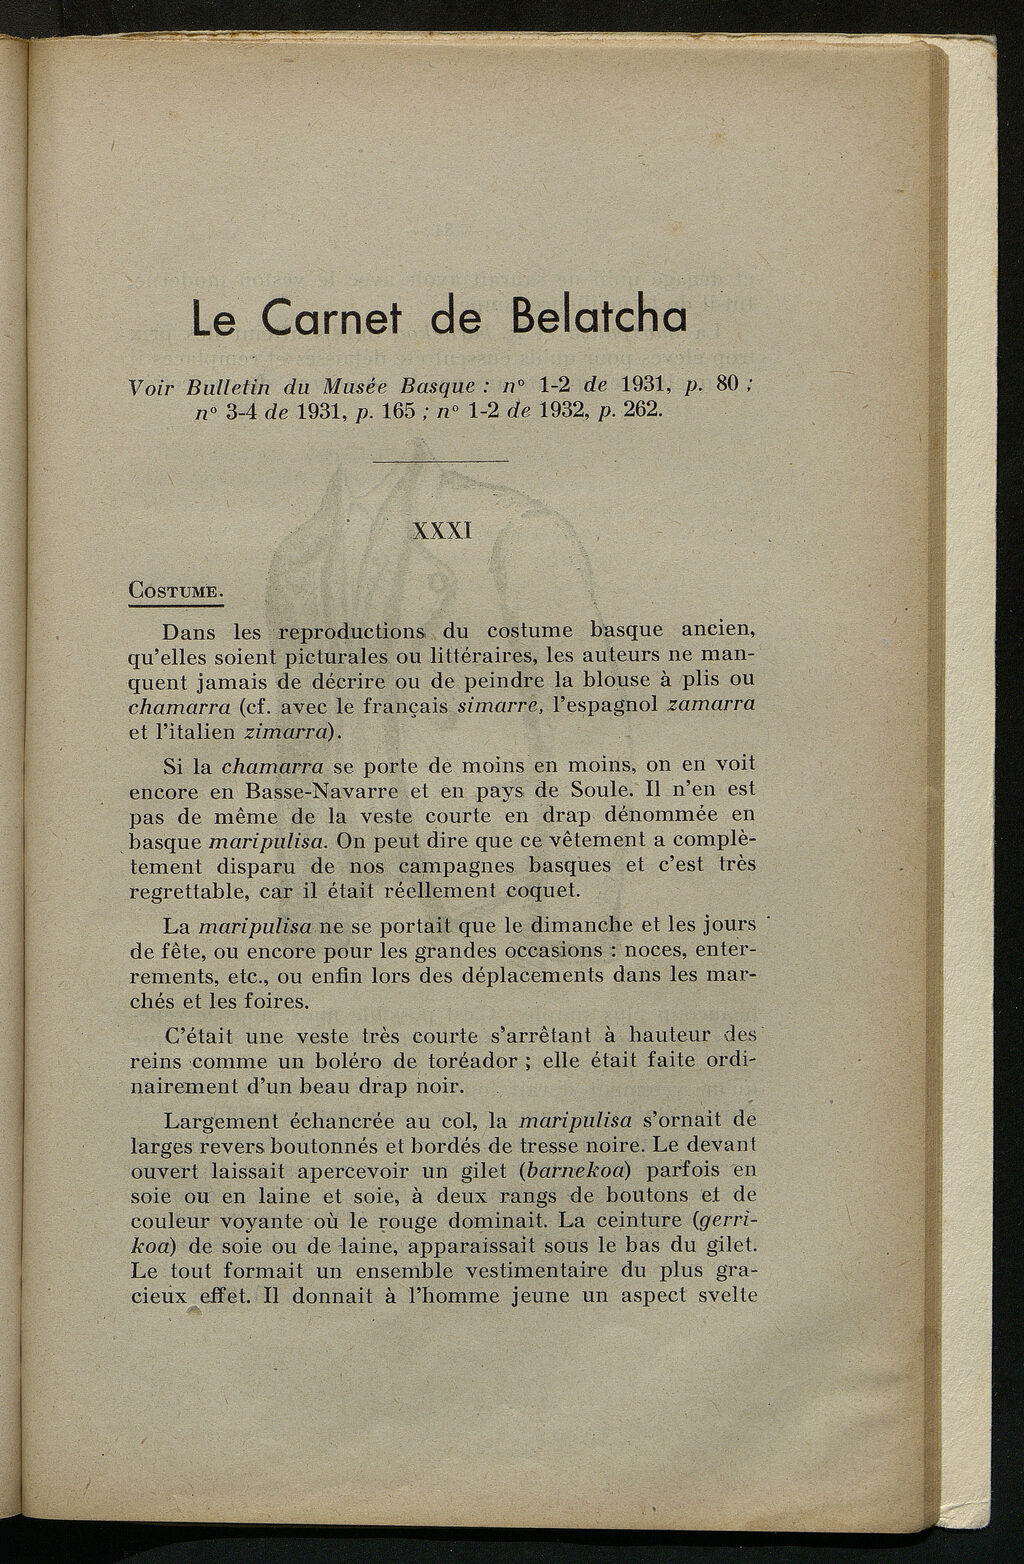 Le Carnet de Belatcha
Voir Bulletin du Musée Basque : n° 1-2 de 1931, p. 80 ;
n° 3-4 de 1931, p. 165 ; n° 1-2 de 1932, p. 262.
XXXI
COSTUME.
Dans les reproductions du costume basque ancien,
qu'elles soient picturales ou littéraires, les auteurs ne man-
quent jamais de décrire ou de peindre la blouse à plis ou
chamarra (cf. avec le français simarre, l'espagnol zamarra
et l'italien zimarra).
Si la chamarra se porte de moins en moins, on en voit
encore en Basse-Navarre et en pays de Soule. Il n'en est
pas de même de la veste courte en drap dénommée en
basque maripulisa. On peut dire que ce vêtement a complè-
tement disparu de nos campagnes basques et c'est très
regrettable, car il était réellement coquet.
La maripulisa ne se portait que le dimanche et les jours
de fête, ou encore pour les grandes occasions : noces, enter-
rements, etc., ou enfin lors des déplacements dans les mar-
chés et les foires.
C'était une veste très courte s'arrêtant à hauteur des
reins comme un boléro de toréador ; elle était faite ordi-
nairement d'un beau drap noir.
Largement échancrée au col, la maripulisa s'ornait de
larges revers boutonnés et bordés de tresse noire. Le devant
ouvert laissait apercevoir un gilet (barnekoa) parfois en
soie ou en laine et soie, à deux rangs de boutons et de
couleur voyante où le rouge dominait. La ceinture (gerri-
koa) de soie ou de laine, apparaissait sous le bas du gilet.
Le tout formait un ensemble vestimentaire du plus gra-
cieux effet. Il donnait à l'homme jeune un aspect svelte